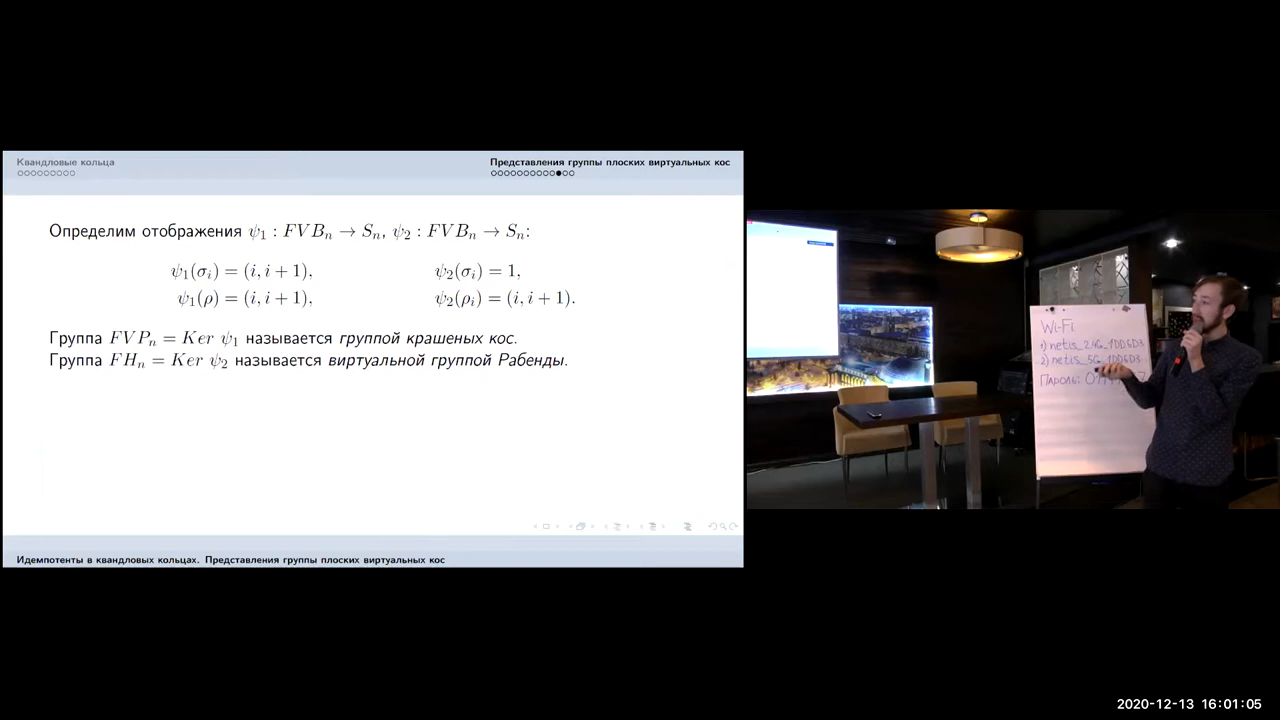 Квандловые кольца
Представления группы плоских виртуальных кос
Определим отображения ψ₁ : FVBₙ → Sₙ, ψ₂ : FVBₙ → Sₙ:
ψ₁(σᵢ) = (i, i + 1), ψ₂(σᵢ) = 1,
ψ₁(ρ) = (i, i + 1), ψ₂(ρᵢ) = (i, i + 1).
Группа FVPₙ = Ker ψ₁ называется группой крашеных кос.
Группа FHₙ = Ker ψ₂ называется виртуальной группой Рабенды.
Идемпотенты в квандловых кольцах. Представления группы плоских виртуальных кос
Wi-Fi
1) netis_2.4G_1DD6D3
2) netis_5G_1DD6D3
Пароль:
2020-12-13 16:01:05